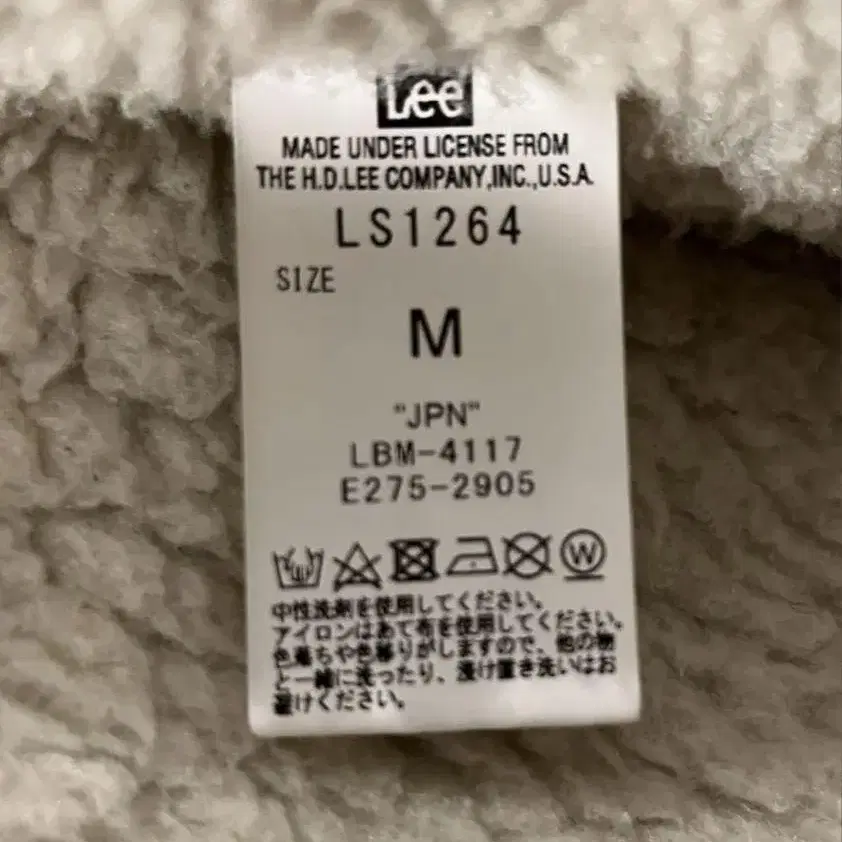 Lee
MADE UNDER LICENSE FROM
THE H.D.LEE COMPANY,INC.,U.S.A.
LS1264
SIZE
M
"JPN"
LBM-4117
E275-2905
W
中性洗剤を使用してください。
アイロンはあて布を使用してください。
色落ちや色移りがしますので、他の物
と一緒に洗ったり、浸け置き洗いはお
避けください。